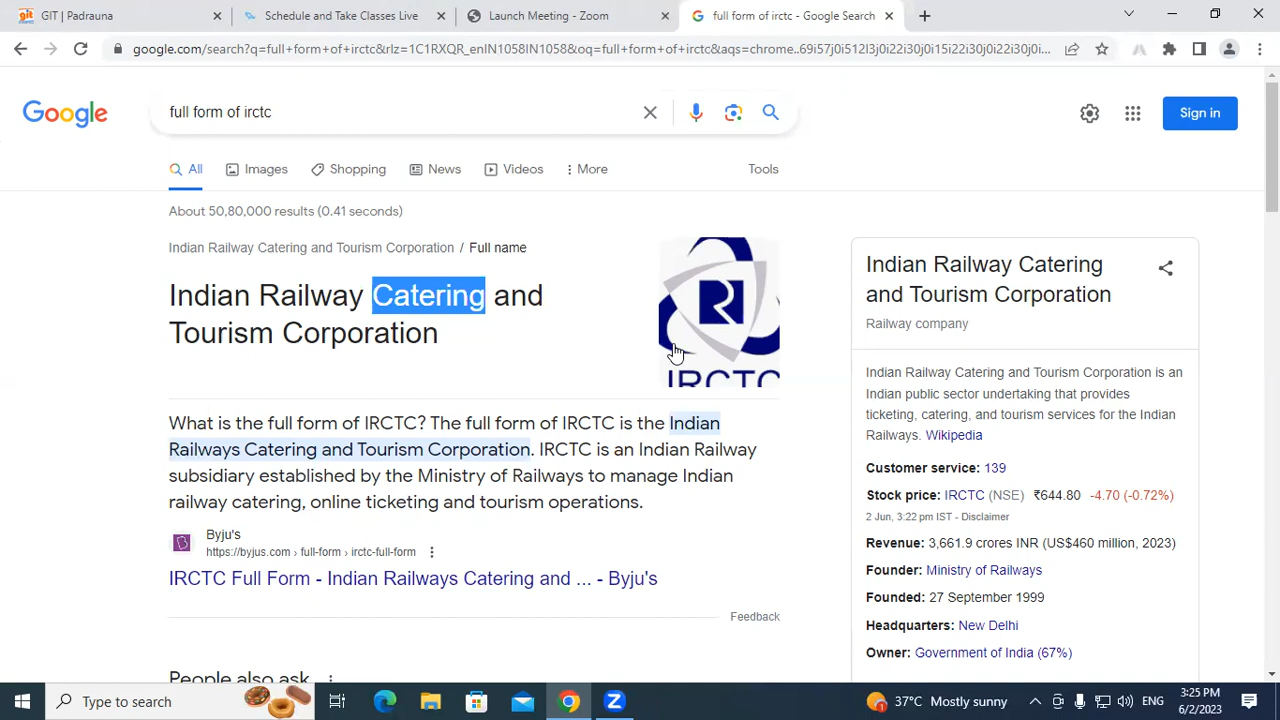 GIT | Padrauna
Schedule and Take Classes Live
Launch Meeting - Zoom
full form of irctc - Google Search
google.com/search?q=full+form+of+irctc&rlz=1C1RXQR_enIN1058IN1058&oq=full+form+of+irctc&aqs=chrome..69i57j0i512l3j0i22i30j0i15i22i30j0i22i30j0i...
Google
full form of irctc
Sign in
All
Images
Shopping
News
Videos
More
Tools
About 50,80,000 results (0.41 seconds)
Indian Railway Catering and Tourism Corporation / Full name
Indian Railway Catering and
Tourism Corporation
IRCTC
What is the full form of IRCTC? The full form of IRCTC is the Indian
Railways Catering and Tourism Corporation. IRCTC is an Indian Railway
subsidiary established by the Ministry of Railways to manage Indian
railway catering, online ticketing and tourism operations.
Byju's
https://byjus.com › full-form › irctc-full-form
IRCTC Full Form - Indian Railways Catering and ... - Byju's
Feedback
People also ask
Indian Railway Catering
and Tourism Corporation
Railway company
Indian Railway Catering and Tourism Corporation is an
Indian public sector undertaking that provides
ticketing, catering, and tourism services for the Indian
Railways. Wikipedia
Customer service: 139
Stock price: IRCTC (NSE) ₹644.80 -4.70 (-0.72%)
2 Jun, 3:22 pm IST - Disclaimer
Revenue: 3,661.9 crores INR (US$460 million, 2023)
Founder: Ministry of Railways
Founded: 27 September 1999
Headquarters: New Delhi
Owner: Government of India (67%)
Type here to search
37°C Mostly sunny
ENG
3:25 PM
6/2/2023